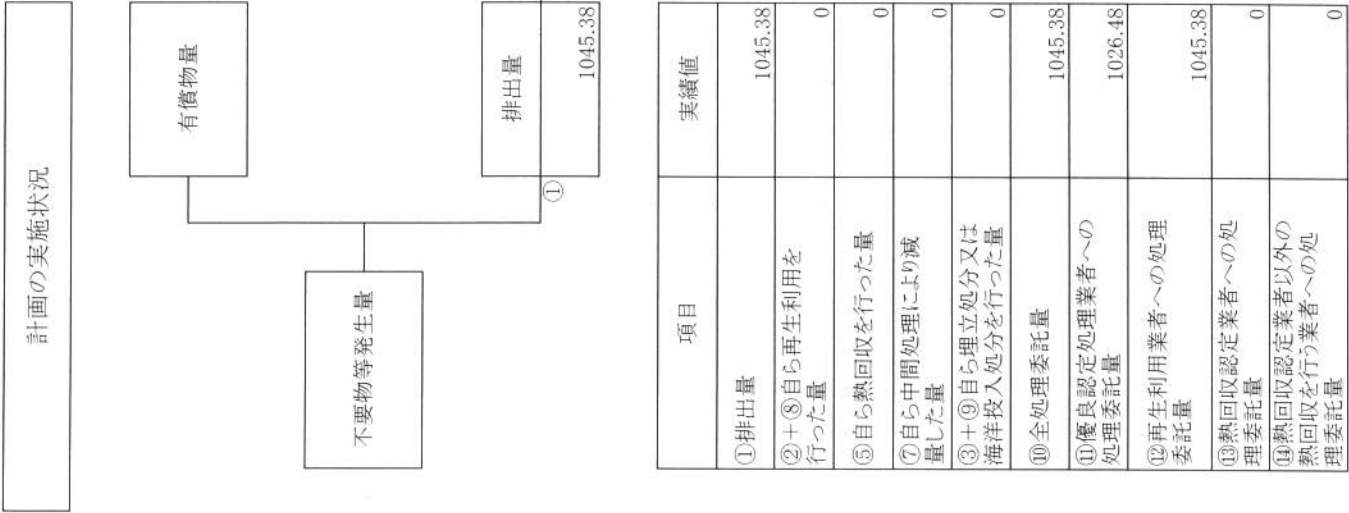 計画の実施状況
有償物量
不要物等発生量
排出量
①
1045.38
項目
実績値
①排出量
1045.38
②+⑧自ら再生利用を
行った量
0
⑤自ら熱回収を行った量
0
⑦自ら中間処理により減
量した量
0
③+⑨自ら埋立処分又は
海洋投入処分を行った量
0
⑩全処理委託量
1045.38
⑪優良認定処理業者への
処理委託量
1026.48
⑫再生利用業者への処理
委託量
1045.38
⑬熱回収認定業者への処
理委託量
0
⑭熱回収認定業者以外の
熱回収を行う業者への処
理委託量
0